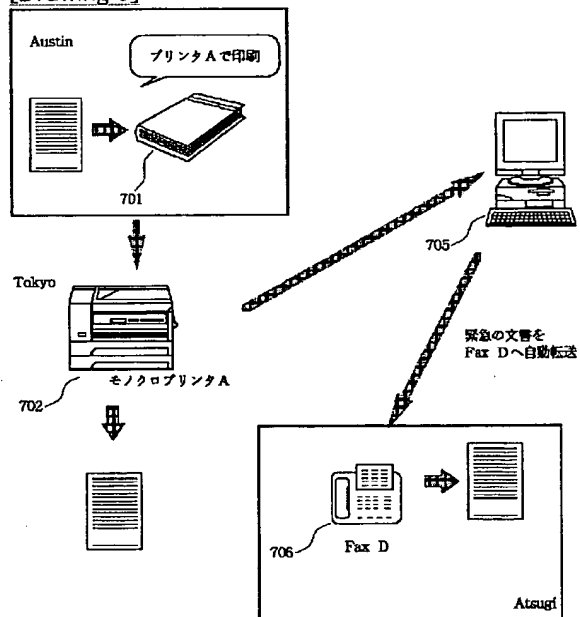 Austin
プリンタAで印刷
701
705
Tokyo
緊急の文書を
Fax Dへ自動転送
モノクロプリンタA
702
706
Fax D
Atsugi